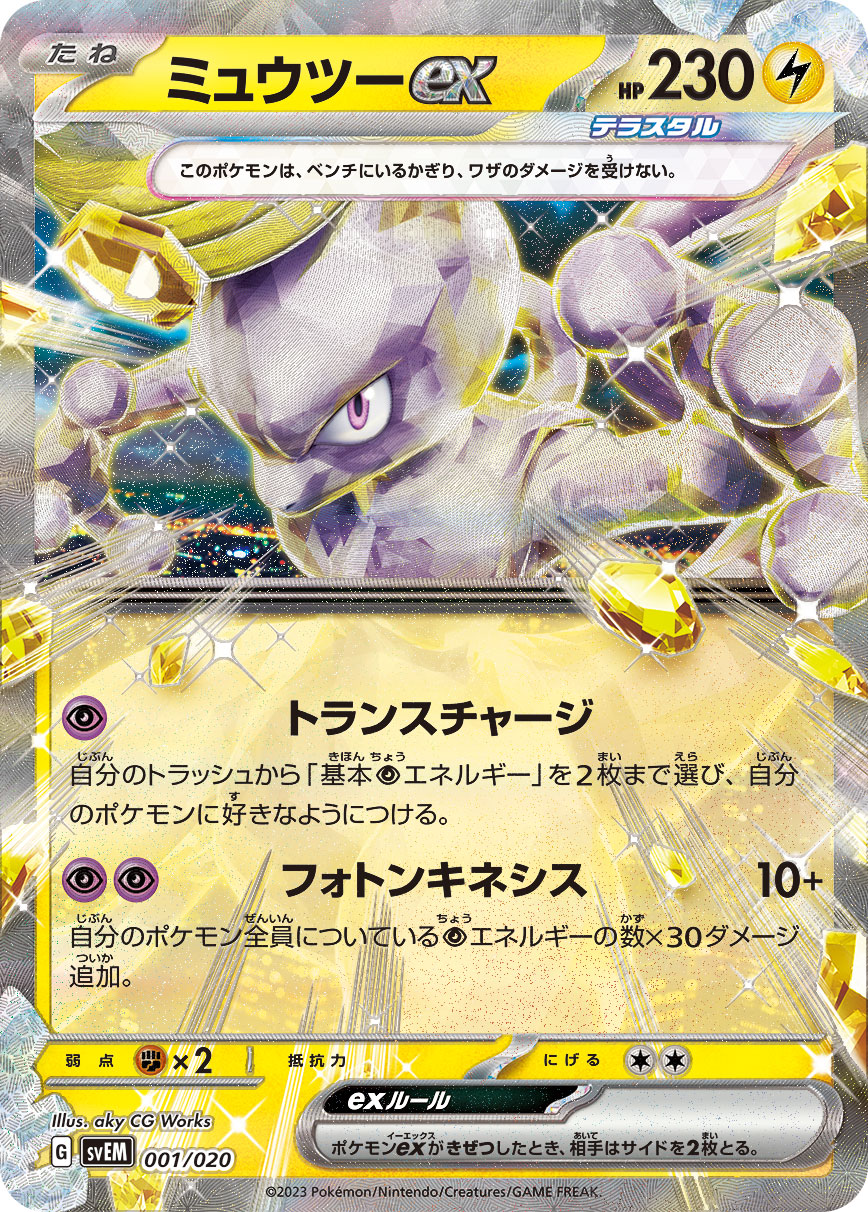 たね
ミュウツーex
HP 230
テラスタル
このポケモンは、ベンチにいるかぎり、ワザのダメージを受けない。
トランスチャージ
自分のトラッシュから「基本エネルギー」を2枚まで選び、自分
のポケモンに好きなようにつける。
フォトンキネシス 10+
自分のポケモン全員についているエネルギーの数×30ダメージ
追加。
弱点 ×2 抵抗力 にげる
exルール
ポケモンexがきぜつしたとき、相手はサイドを2枚とる。
Illus. aky CG Works
G svEM 001/020
©2023 Pokémon/Nintendo/Creatures/GAME FREAK.